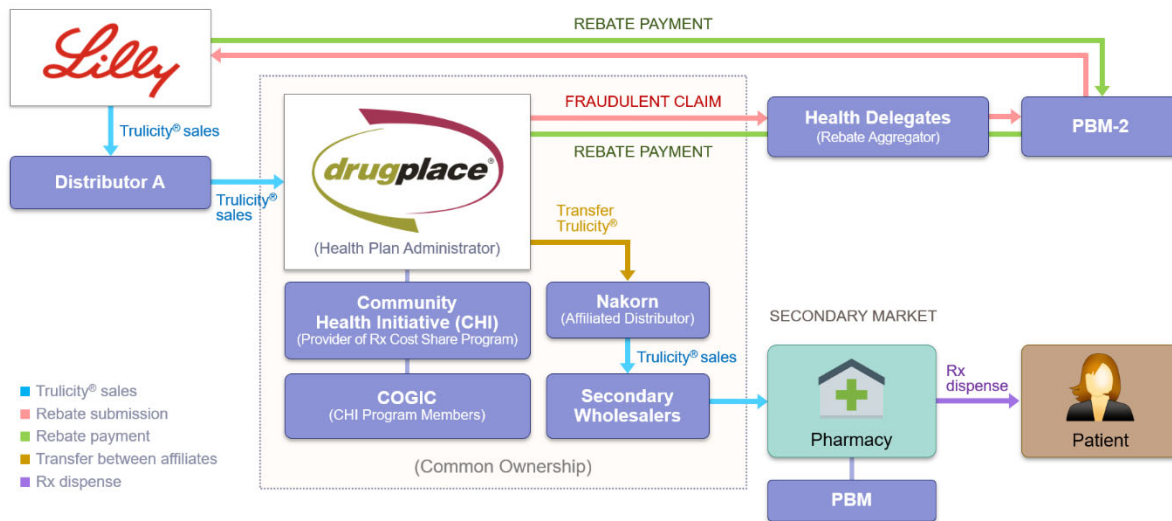 REBATE PAYMENT
Lilly
FRAUDULENT CLAIM
Health Delegates
(Rebate Aggregator)
PBM-2
Trulicity® sales
REBATE PAYMENT
Distributor A
Trulicity®
sales
drugplace®
(Health Plan Administrator)
Transfer
Trulicity®
Community
Health Initiative (CHI)
(Provider of Rx Cost Share Program)
Nakorn
(Affiliated Distributor)
SECONDARY MARKET
Trulicity® sales
COGIC
(CHI Program Members)
Secondary
Wholesalers
Rx
dispense
Pharmacy
Patient
(Common Ownership)
PBM
Trulicity® sales
Rebate submission
Rebate payment
Transfer between affiliates
Rx dispense